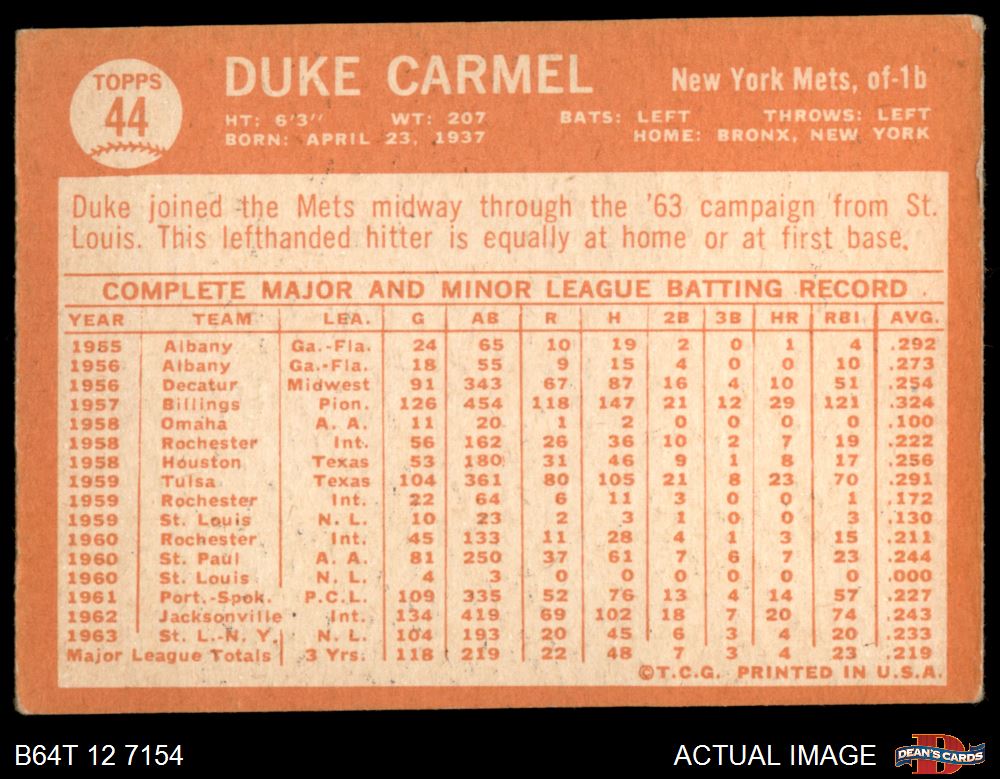 TOPPS
44
DUKE CARMEL
New York Mets, of-1b
HT: 6'3" WT: 207 BATS: LEFT THROWS: LEFT
BORN: APRIL 23, 1937 HOME: BRONX, NEW YORK
Duke joined the Mets midway through the '63 campaign from St.
Louis. This lefthanded hitter is equally at home or at first base.
COMPLETE MAJOR AND MINOR LEAGUE BATTING RECORD
YEAR TEAM LEA. G AB R H 2B 3B HR RBI AVG.
1955 Albany Ga.-Fla. 24 65 10 19 2 0 1 4 .292
1956 Albany Ga.-Fla. 18 55 9 15 4 0 0 10 .273
1956 Decatur Midwest 91 343 67 87 16 4 10 51 .254
1957 Billings Pion. 126 454 118 147 21 12 29 121 .324
1958 Omaha A. A. 11 20 1 2 0 0 0 0 .100
1958 Rochester Int. 56 162 26 36 10 2 7 19 .222
1958 Houston Texas 53 180 31 46 9 1 8 17 .256
1959 Tulsa Texas 104 361 80 105 21 8 23 70 .291
1959 Rochester Int. 22 64 6 11 3 0 0 1 .172
1959 St. Louis N. L. 10 23 2 3 1 0 0 3 .130
1960 Rochester Int. 45 133 11 28 4 1 3 15 .211
1960 St. Paul A. A. 81 250 37 61 7 6 7 23 .244
1960 St. Louis N. L. 4 3 0 0 0 0 0 0 .000
1961 Port.-Spok. P.C.L. 109 335 52 76 13 4 14 57 .227
1962 Jacksonville Int. 134 419 69 102 18 7 20 74 .243
1963 St. L.-N. Y. N. L. 104 193 20 45 6 3 4 20 .233
Major League Totals 3 Yrs. 118 219 22 48 7 3 4 23 .219
©T.C.G. PRINTED IN U.S.A.
B64T 12 7154
ACTUAL IMAGE
DEAN'S CARDS